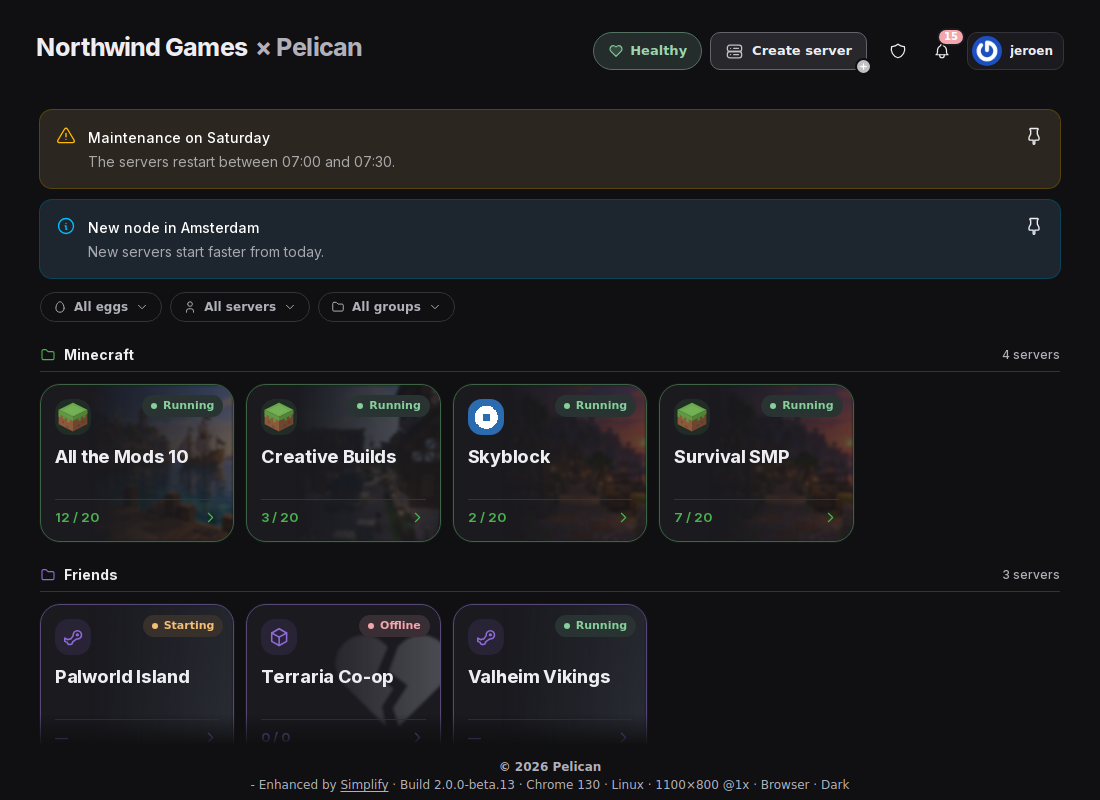 Northwind Games × Pelican
Healthy
Create server
15
jeroen
Maintenance on Saturday
The servers restart between 07:00 and 07:30.
New node in Amsterdam
New servers start faster from today.
All eggs
All servers
All groups
Minecraft
4 servers
Running
All the Mods 10
12 / 20
Running
Creative Builds
3 / 20
Running
Skyblock
2 / 20
Running
Survival SMP
7 / 20
Friends
3 servers
Starting
Palworld Island
—
Offline
Terraria Co-op
0 / 0
Running
Valheim Vikings
—
© 2026 Pelican
- Enhanced by Simplify · Build 2.0.0-beta.13 · Chrome 130 · Linux · 1100×800 @1x · Browser · Dark